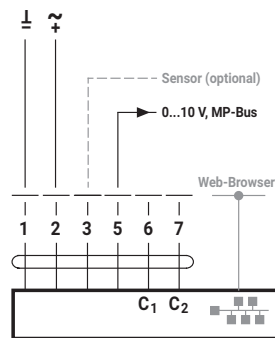 ⊥ ~
Sensor (optional)
0...10 V, MP-Bus
Web-Browser
1 2 3 5 6 7
C1 C2